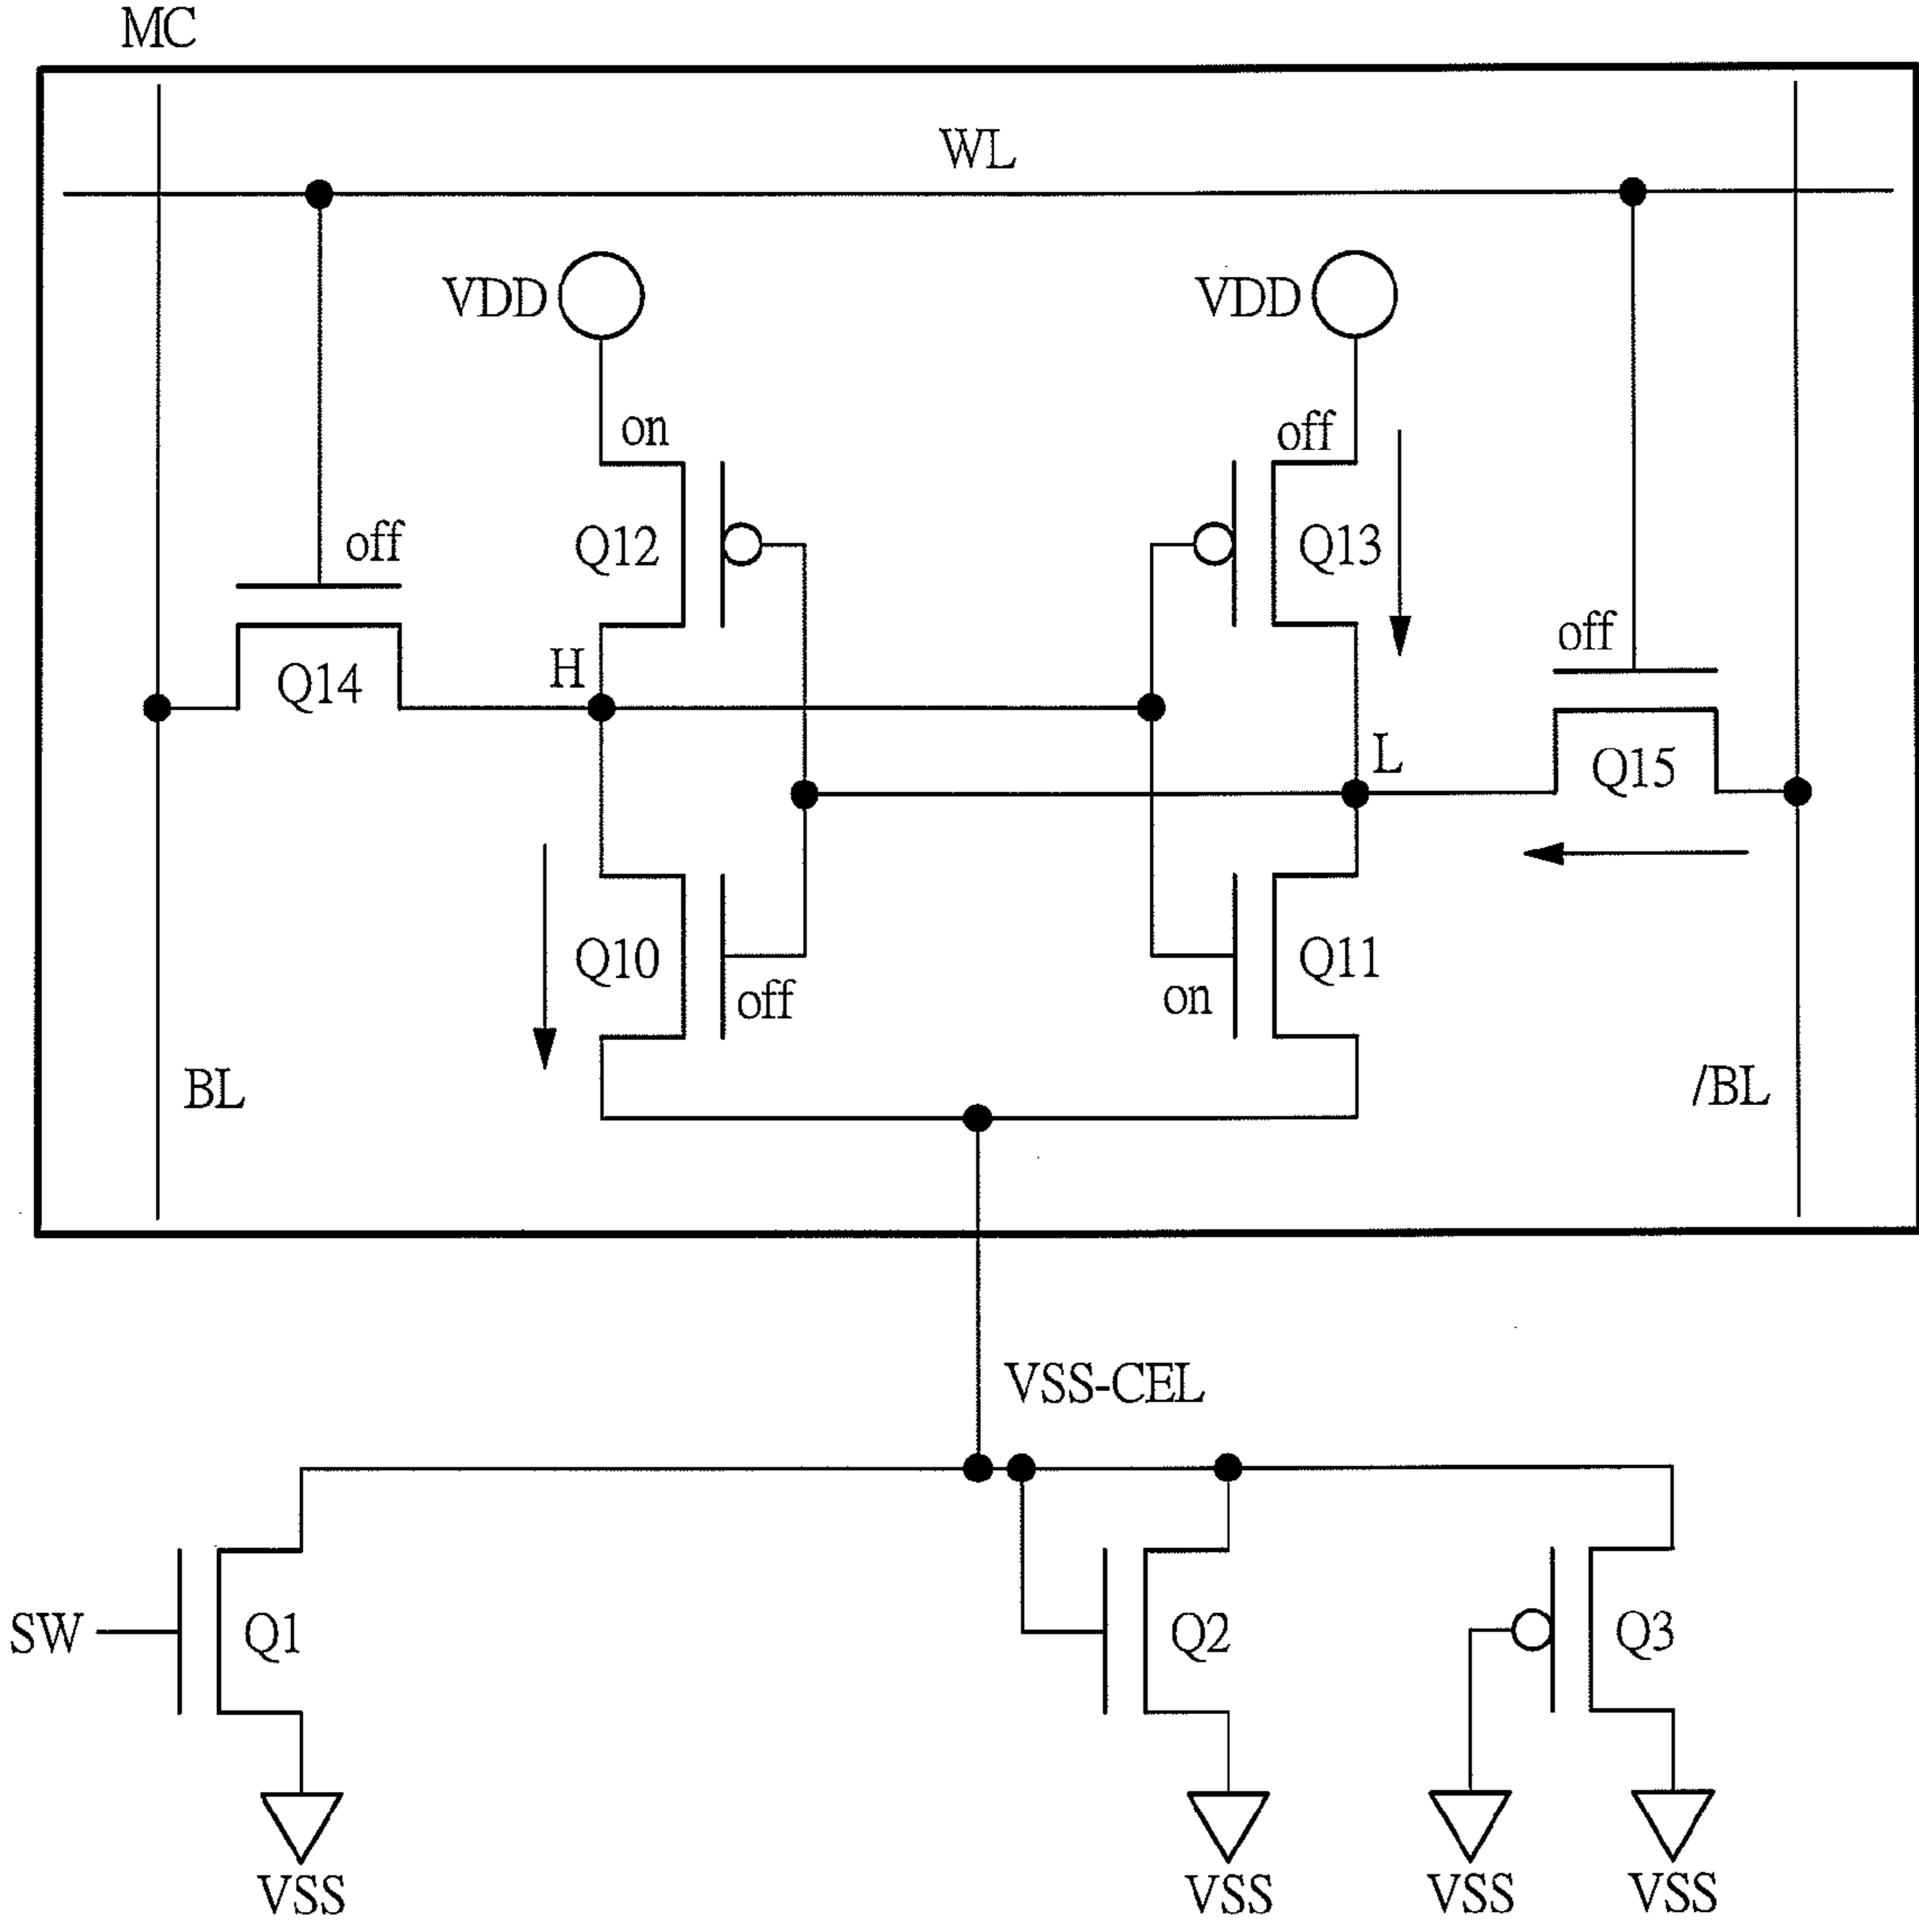 MC
WL
VDD
VDD
on
off
off
Q12
Q13
off
H
Q14
L
Q15
Q10
off
Q11
on
BL
/BL
VSS-CEL
SW
Q1
Q2
Q3
VSS
VSS
VSS
VSS